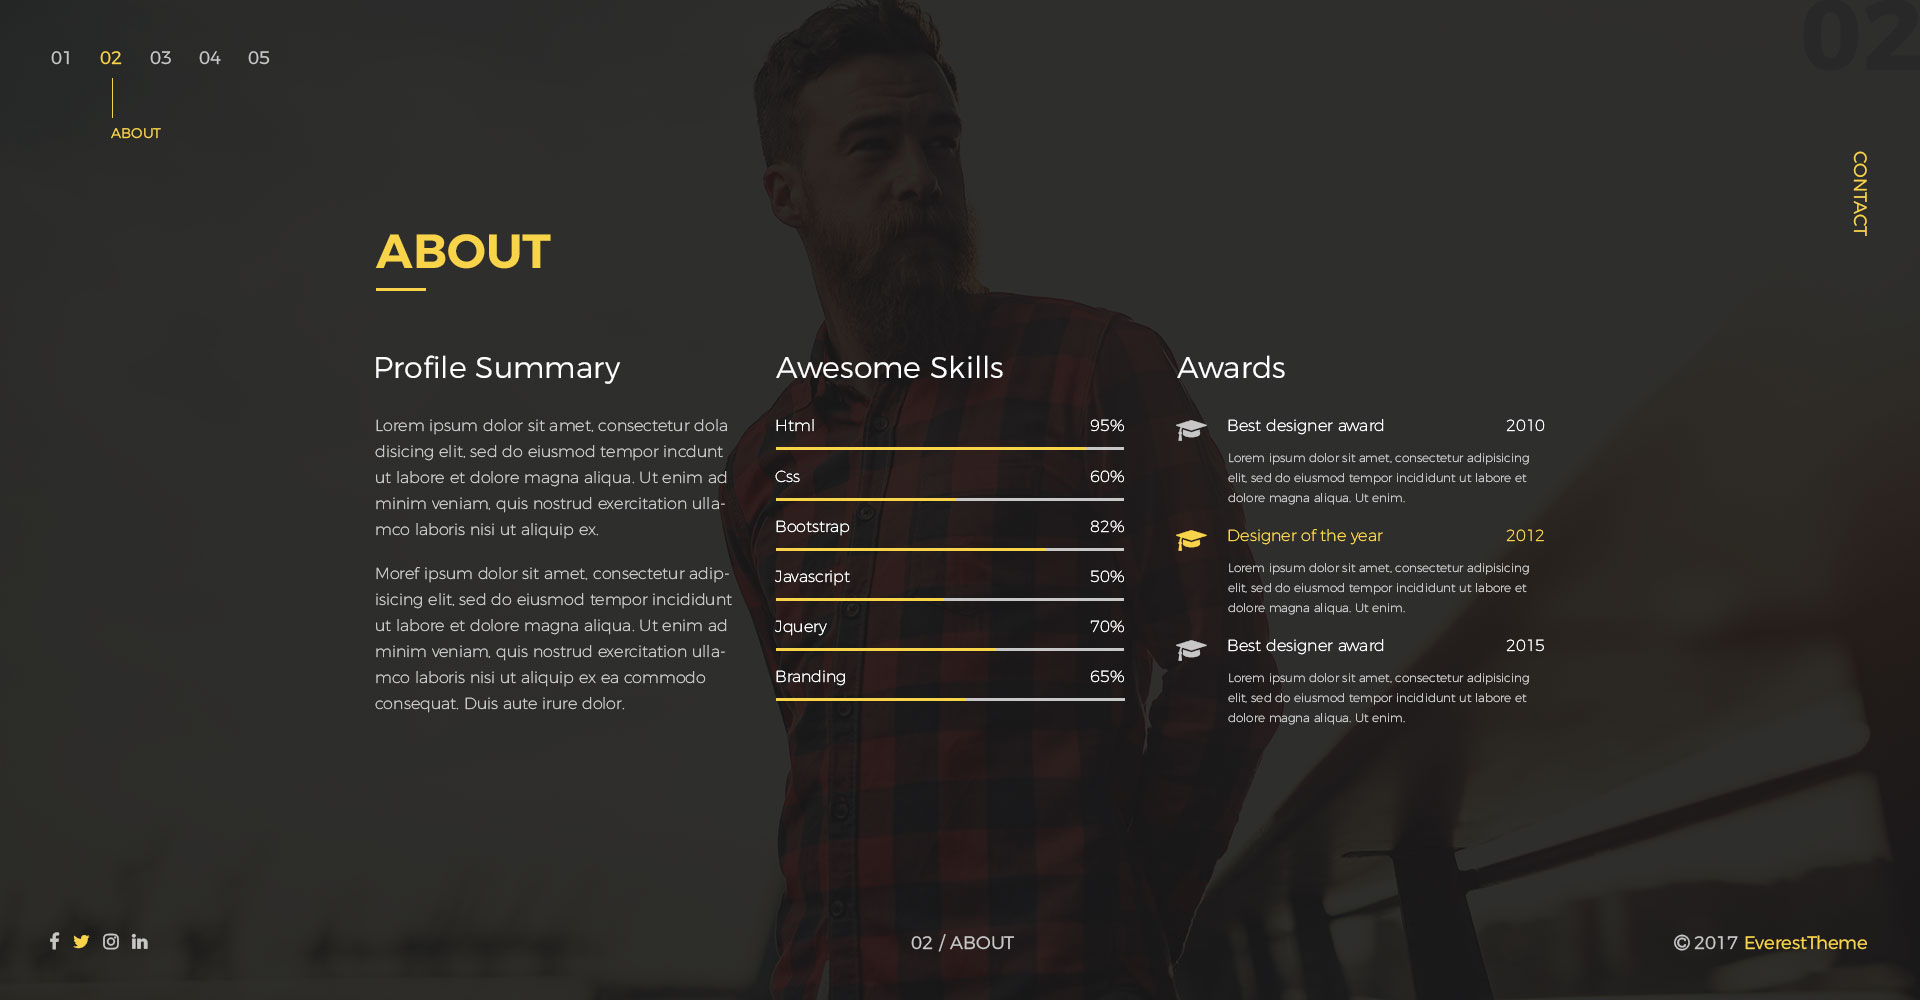 01 02 03 04 05
02
ABOUT
CONTACT
ABOUT
Profile Summary
Lorem ipsum dolor sit amet, consectetur dola
disicing elit, sed do eiusmod tempor incdunt
ut labore et dolore magna aliqua. Ut enim ad
minim veniam, quis nostrud exercitation ulla-
mco laboris nisi ut aliquip ex.
Moref ipsum dolor sit amet, consectetur adip-
isicing elit, sed do eiusmod tempor incididunt
ut labore et dolore magna aliqua. Ut enim ad
minim veniam, quis nostrud exercitation ulla-
mco laboris nisi ut aliquip ex ea commodo
consequat. Duis aute irure dolor.
Awesome Skills
Html 95%
Css 60%
Bootstrap 82%
Javascript 50%
Jquery 70%
Branding 65%
Awards
Best designer award 2010
Lorem ipsum dolor sit amet, consectetur adipisicing
elit, sed do eiusmod tempor incididunt ut labore et
dolore magna aliqua. Ut enim.
Designer of the year 2012
Lorem ipsum dolor sit amet, consectetur adipisicing
elit, sed do eiusmod tempor incididunt ut labore et
dolore magna aliqua. Ut enim.
Best designer award 2015
Lorem ipsum dolor sit amet, consectetur adipisicing
elit, sed do eiusmod tempor incididunt ut labore et
dolore magna aliqua. Ut enim.
02 / ABOUT
© 2017 EverestTheme